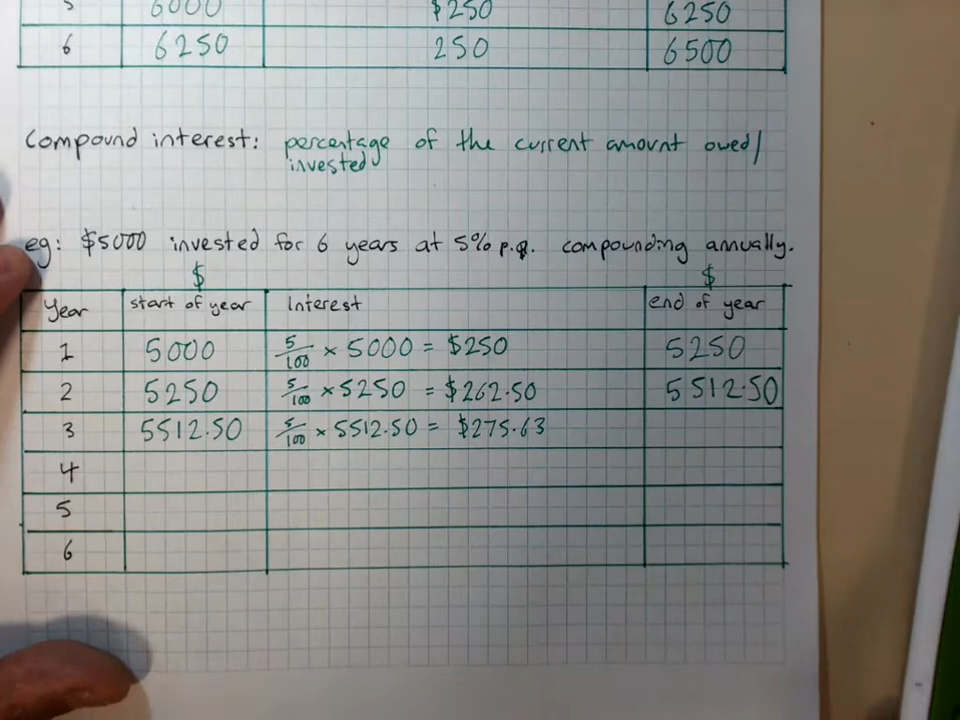 5 6000 $250 6250
6 6250 250 6500
Compound interest: percentage of the current amount owed/
invested
eg: $5000 invested for 6 years at 5% p.a. compounding annually.
$ $
Year start of year Interest end of year
1 5000 5/100 × 5000 = $250 5250
2 5250 5/100 × 5250 = $262.50 5512.50
3 5512.50 5/100 × 5512.50 = $275.63
4
5
6